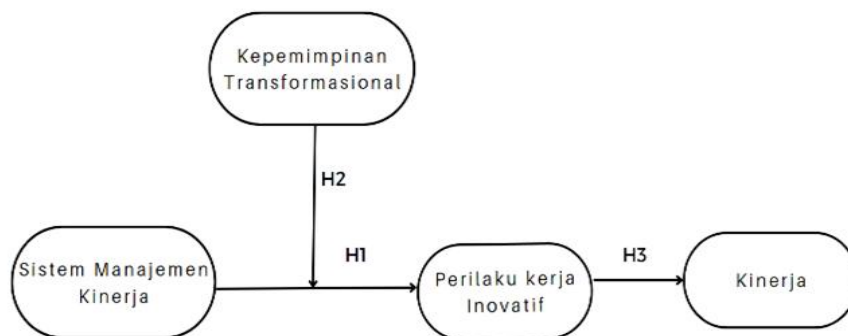 Kepemimpinan
Transformasional
H2
Sistem Manajemen
Kinerja
H1
Perilaku kerja
Inovatif
H3
Kinerja